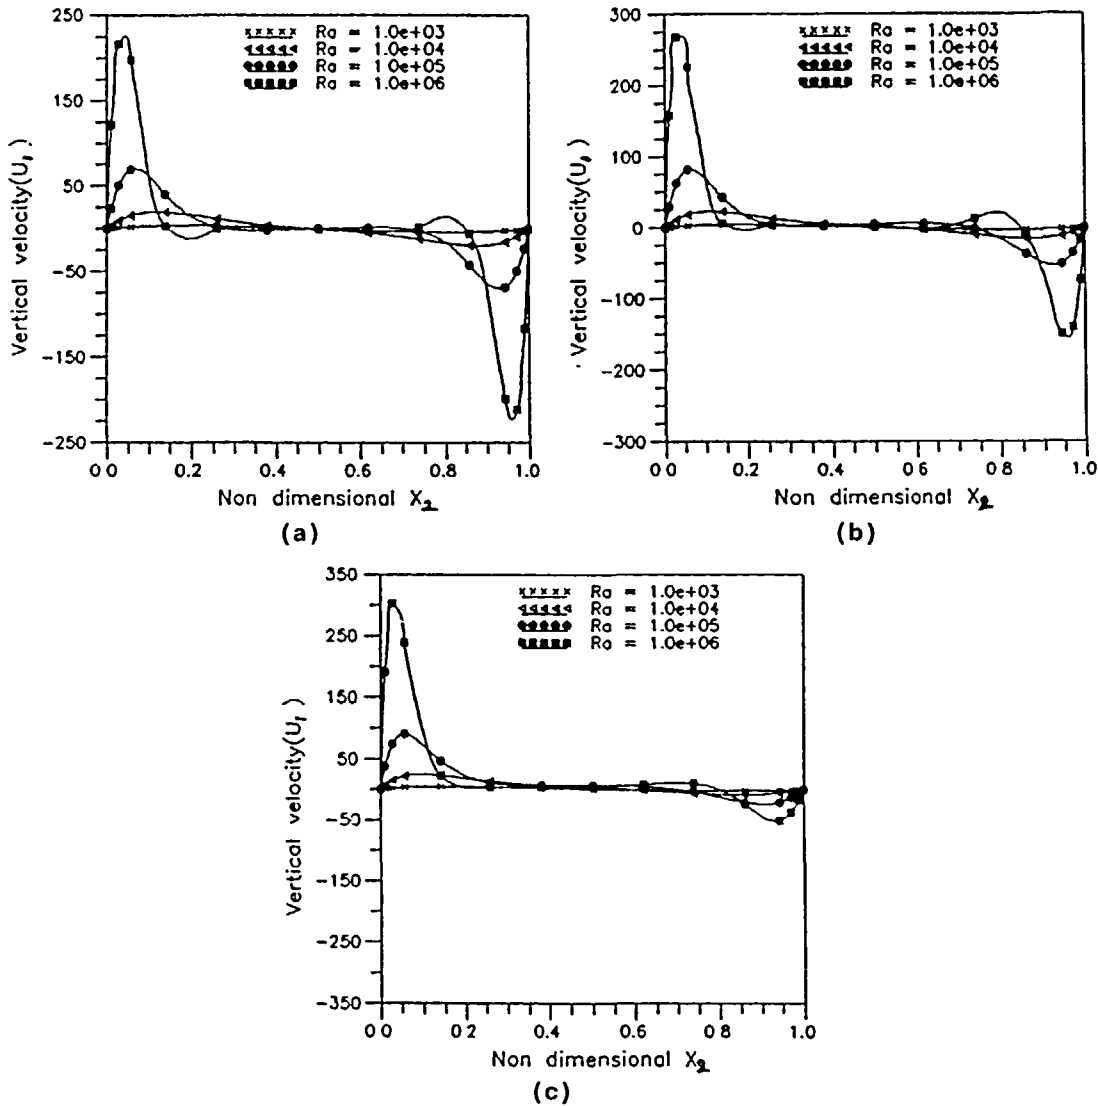 250
150
50
-50
-150
-250
Vertical velocity(U₁)
×××××  Ra = 1.0e+03
Ra = 1.0e+04
Ra = 1.0e+05
Ra = 1.0e+06
0.0 0.2 0.4 0.6 0.8 1.0
Non dimensional X₂
(a)
300
200
100
0
-100
-200
-300
Vertical velocity(U₁)
Ra = 1.0e+03
Ra = 1.0e+04
Ra = 1.0e+05
Ra = 1.0e+06
0.0 0.2 0.4 0.6 0.8 1.0
Non dimensional X₂
(b)
350
250
150
50
-50
-150
-250
-350
Vertical velocity(U₁)
Ra = 1.0e+03
Ra = 1.0e+04
Ra = 1.0e+05
Ra = 1.0e+06
0 0 0 2 0.4 0.6 0.8 1.0
Non dimensional X₂
(c)